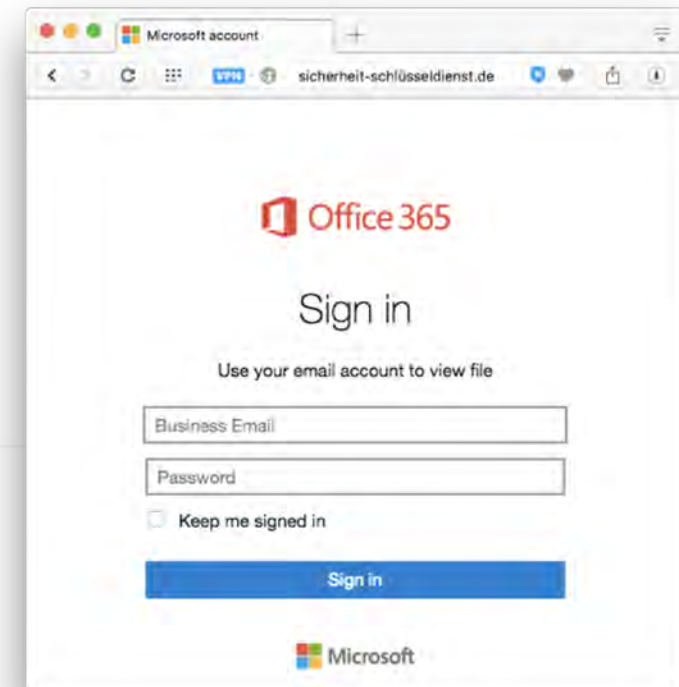 Microsoft account
VPN sicherheit-schlüsseldienst.de
Office 365
Sign in
Use your email account to view file
Business Email
Password
Keep me signed in
Sign in
Microsoft